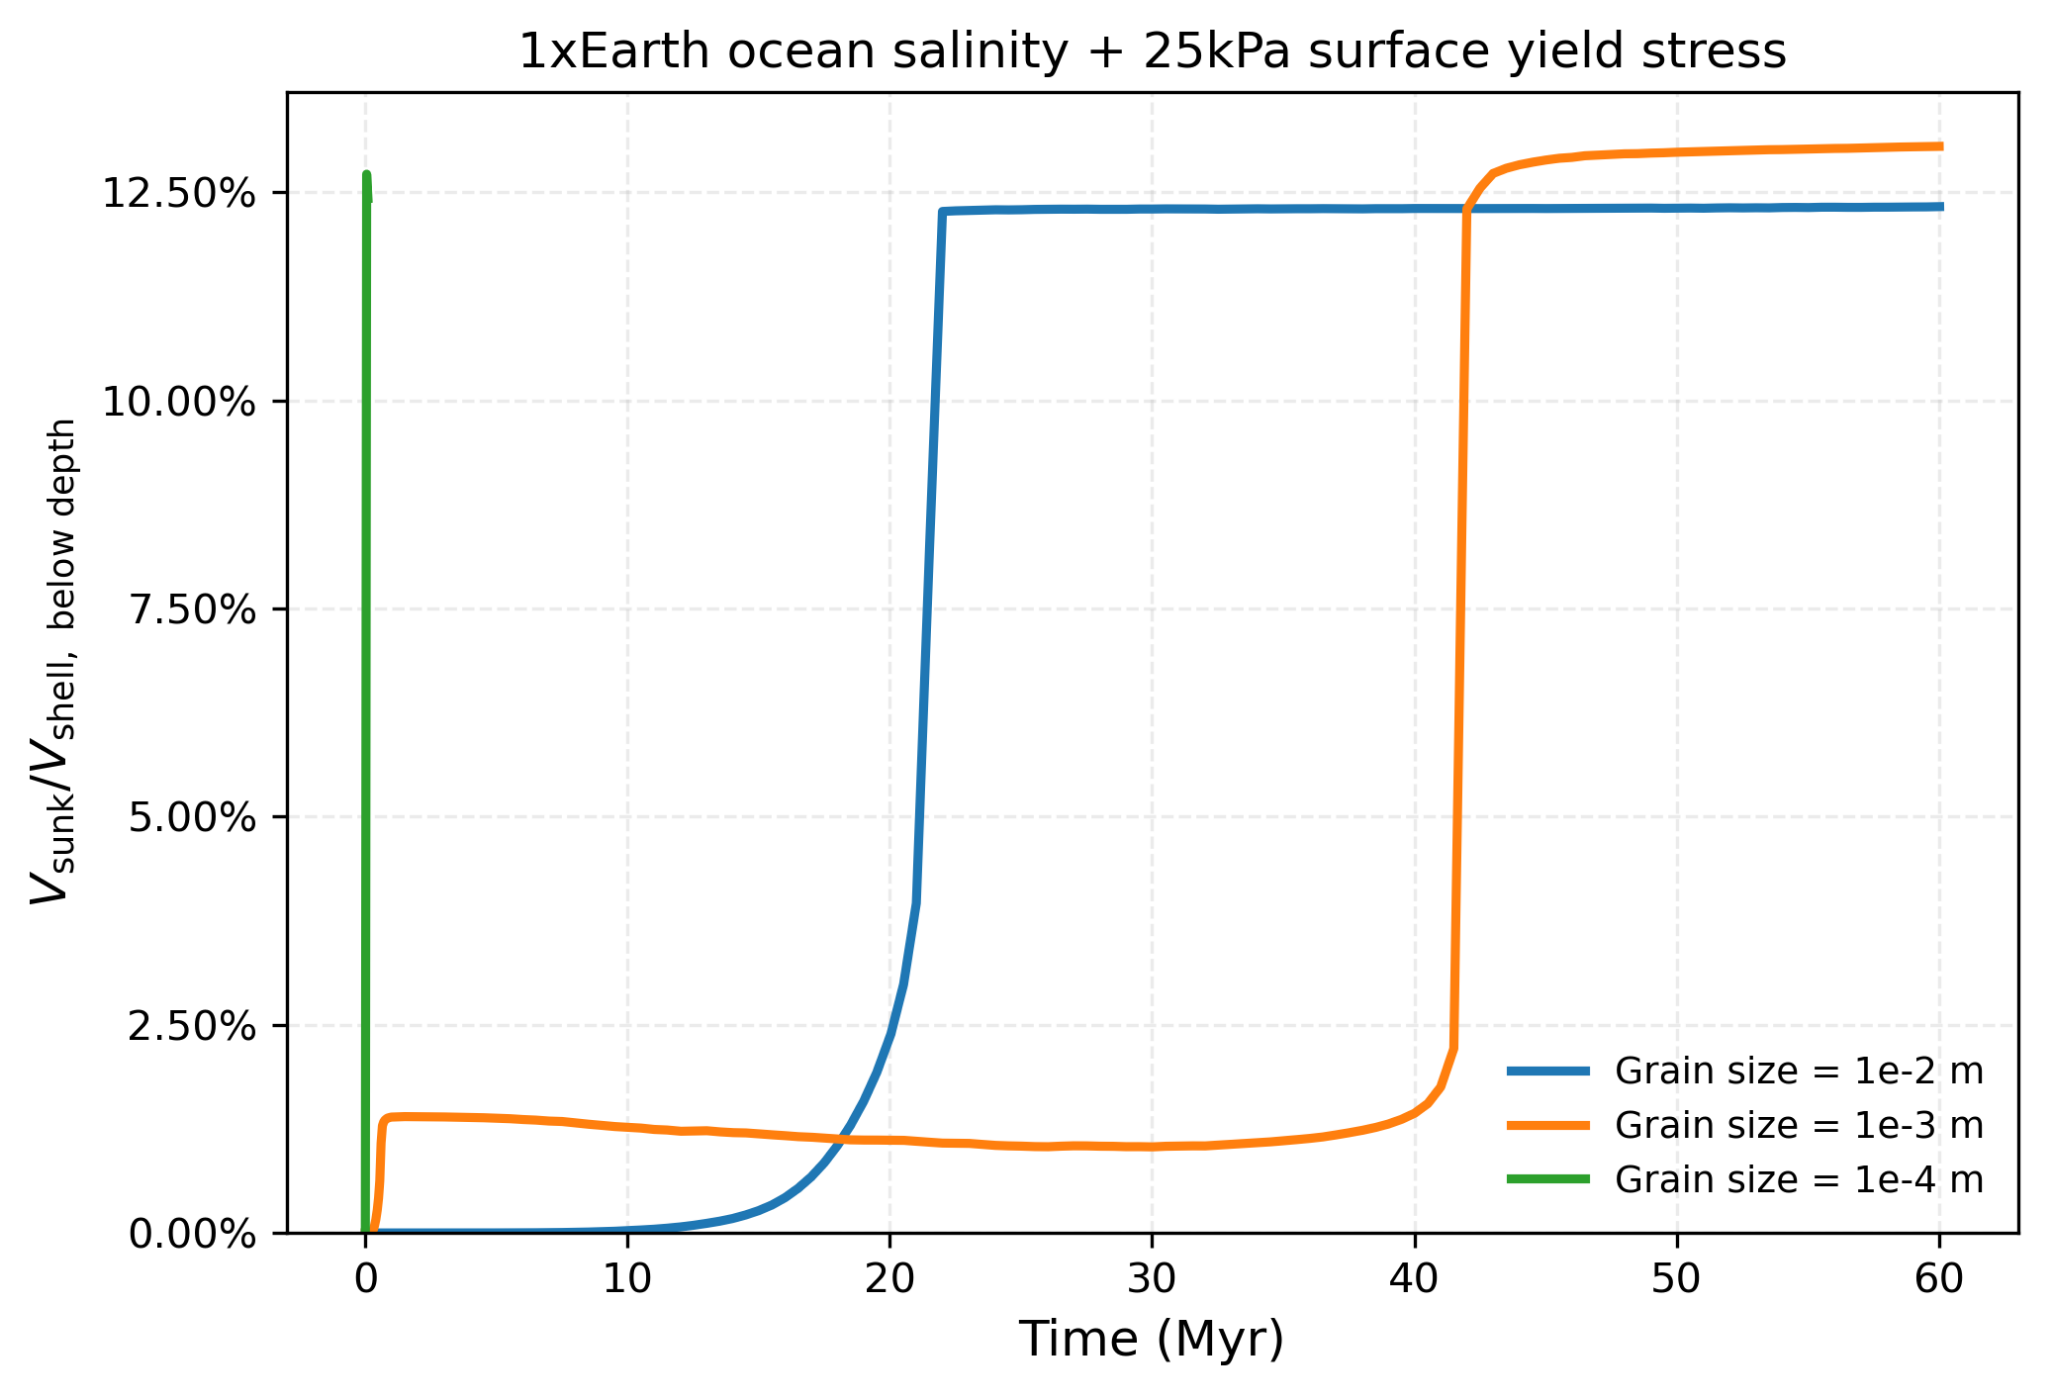 1xEarth ocean salinity + 25kPa surface yield stress
12.50%
10.00%
7.50%
5.00%
2.50%
0.00%
Vsunk/Vshell, below depth
0 10 20 30 40 50 60
Time (Myr)
Grain size = 1e-2 m
Grain size = 1e-3 m
Grain size = 1e-4 m